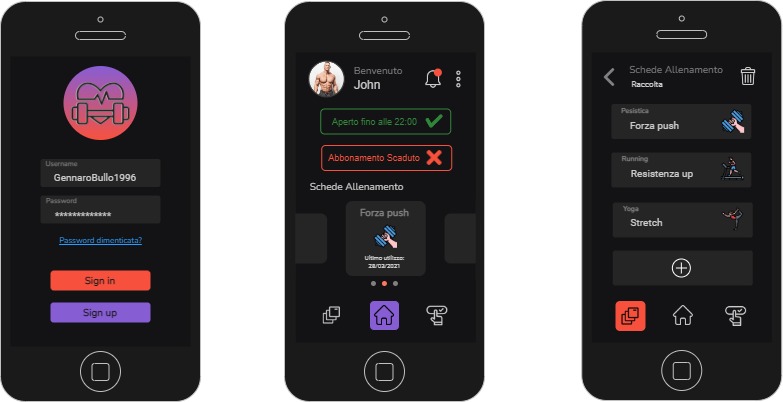 Username
GennaroBullo1996
Password
*************
Password dimenticata?
Sign in
Sign up
Benvenuto
John
Aperto fino alle 22:00
Abbonamento Scaduto
Schede Allenamento
Forza push
Ultimo utilizzo:
28/03/2021
Schede Allenamento
Raccolta
Pesistica
Forza push
Running
Resistenza up
Yoga
Stretch